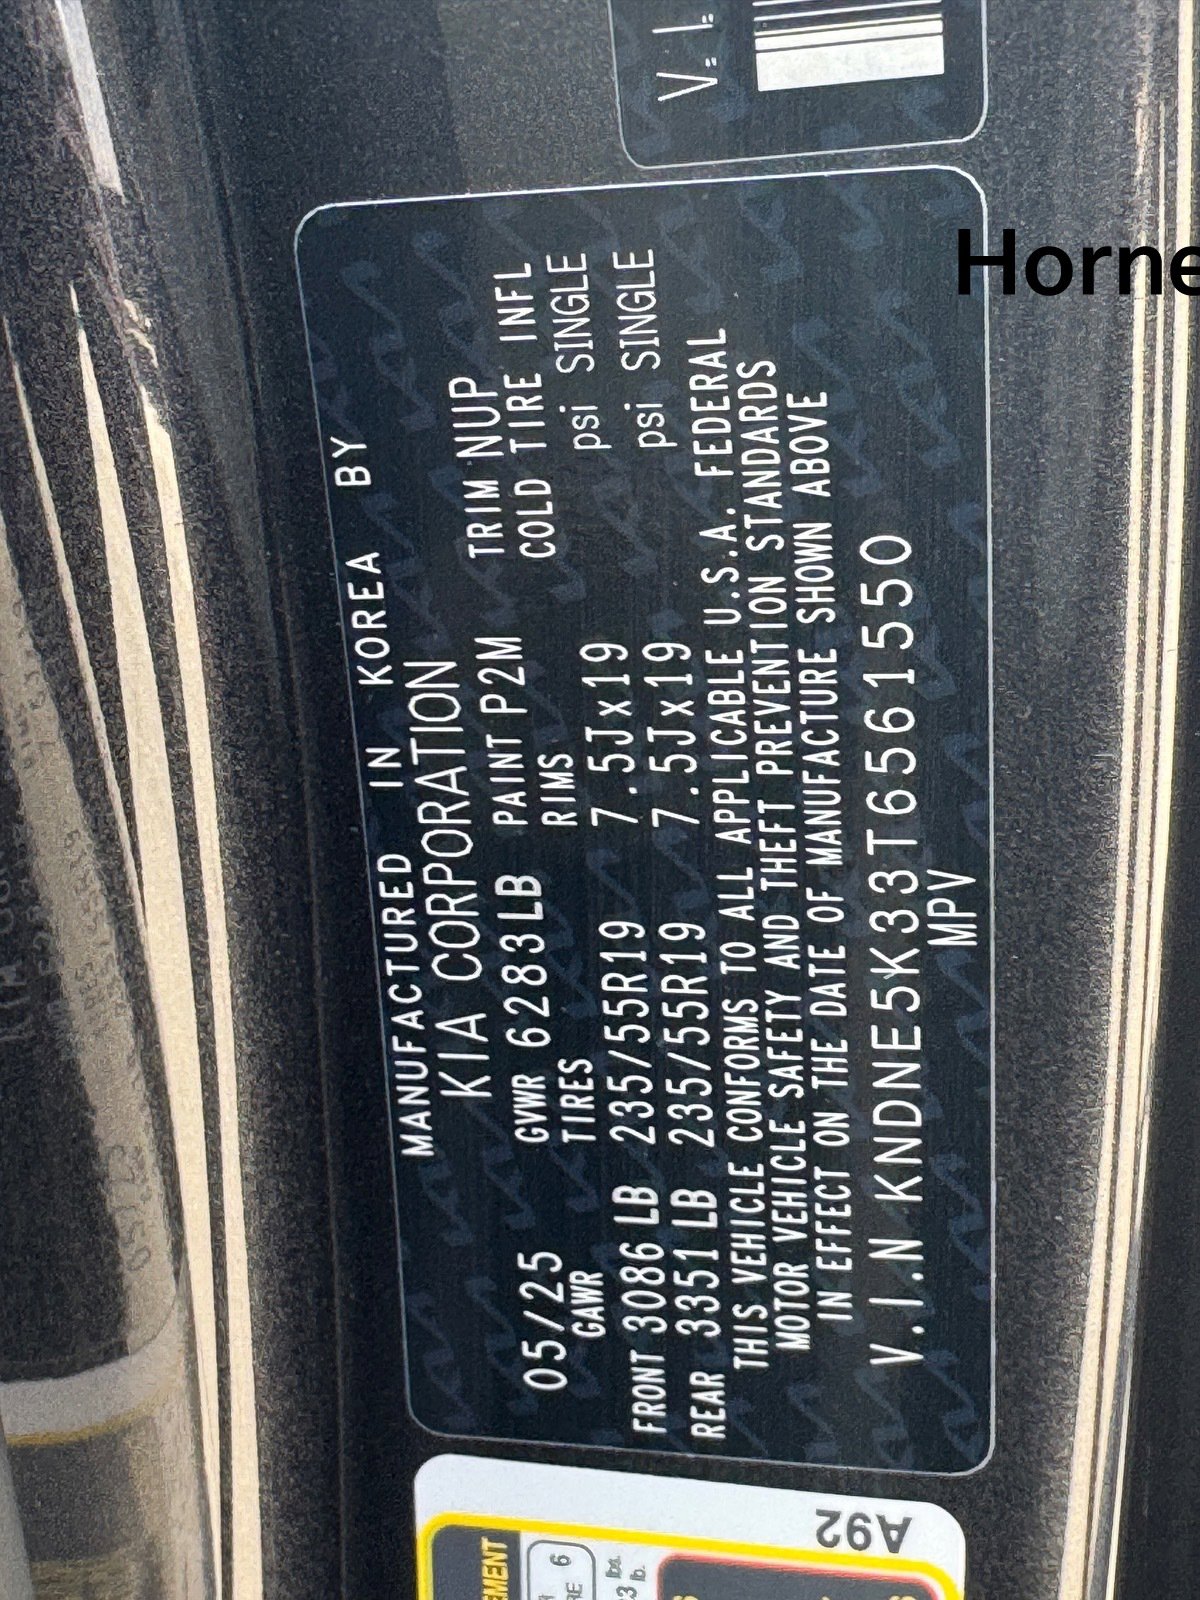 MANUFACTURED IN KOREA BY
KIA CORPORATION
05/25 GVWR 6283LB PAINT P2M TRIM NUP
GAWR TIRES RIMS COLD TIRE INFL
FRONT 3086 LB 235/55R19 7.5Jx19 psi SINGLE
REAR 3351 LB 235/55R19 7.5Jx19 psi SINGLE
THIS VEHICLE CONFORMS TO ALL APPLICABLE U.S.A. FEDERAL
MOTOR VEHICLE SAFETY AND THEFT PREVENTION STANDARDS
IN EFFECT ON THE DATE OF MANUFACTURE SHOWN ABOVE
V.I.N KNDNE5K33T6561550
MPV
V.I.
A92
Horne